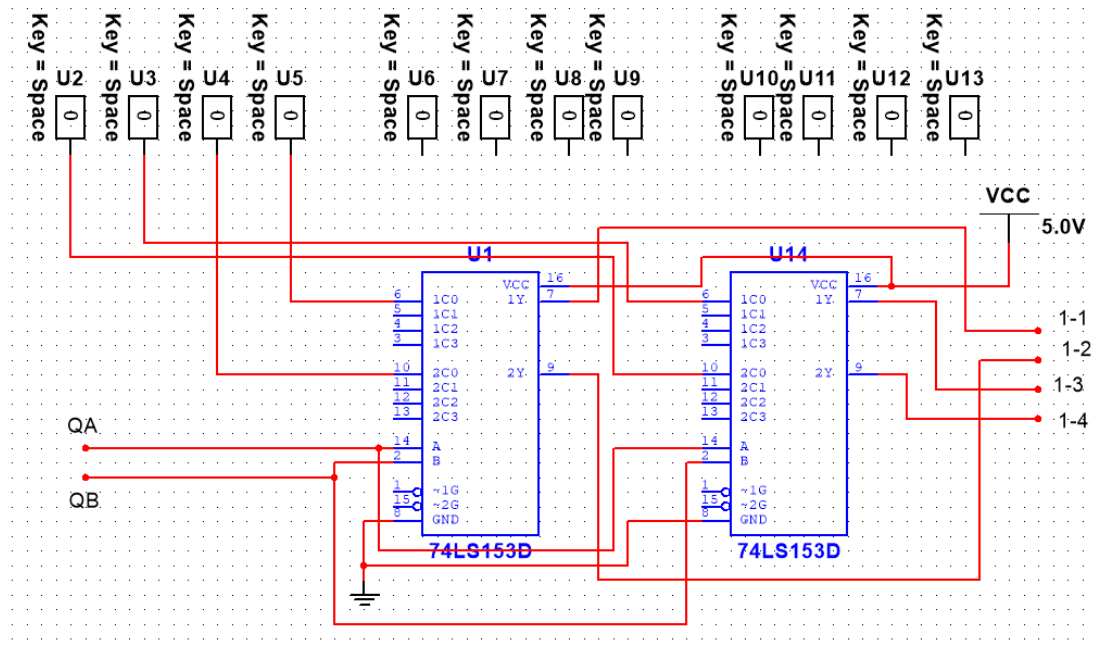 Key = Space
Key = Space
Key = Space
Key = Space
Key = Space
Key = Space
Key = Space
Key = Space
Key = Space
Key = Space
Key = Space
Key = Space
U2 U3 U4 U5 U6 U7 U8 U9 U10 U11 U12 U13
0 0 0 0 0 0 0 0 0 0 0 0
VCC
5.0V
U1 U14
VCC 16 VCC 16
6 1C0 1Y 7 6 1C0 1Y 7
5 1C1 5 1C1
4 1C2 4 1C2
3 1C3 3 1C3
10 2C0 2Y 9 10 2C0 2Y 9
11 2C1 11 2C1
12 2C2 12 2C2
13 2C3 13 2C3
14 A 14 A
2 B 2 B
1 ~1G 1 ~1G
15 ~2G 15 ~2G
8 GND 8 GND
74LS153D 74LS153D
1-1
1-2
1-3
1-4
QA
QB